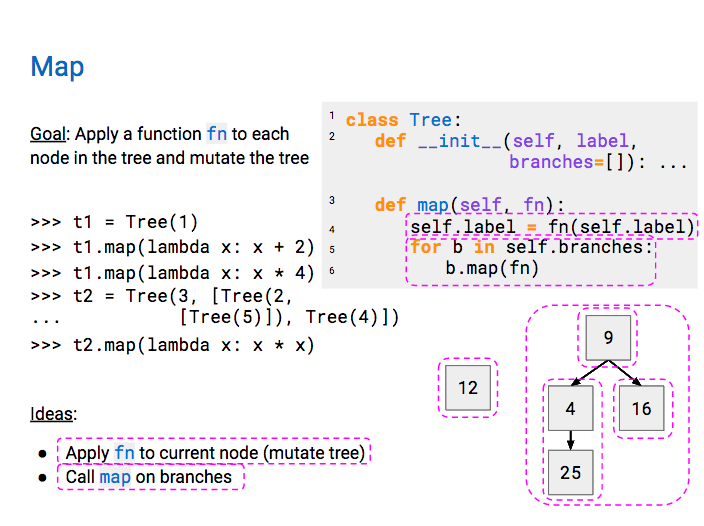 Map
Goal: Apply a function fn to each
node in the tree and mutate the tree
>>> t1 = Tree(1)
>>> t1.map(lambda x: x + 2)
>>> t1.map(lambda x: x * 4)
>>> t2 = Tree(3, [Tree(2,
...          [Tree(5)]), Tree(4)])
>>> t2.map(lambda x: x * x)
Ideas:
● Apply fn to current node (mutate tree)
● Call map on branches
1 class Tree:
2    def __init__(self, label,
                branches=[]): ...
3    def map(self, fn):
4       self.label = fn(self.label)
5       for b in self.branches:
6          b.map(fn)
12
9
4 16
25